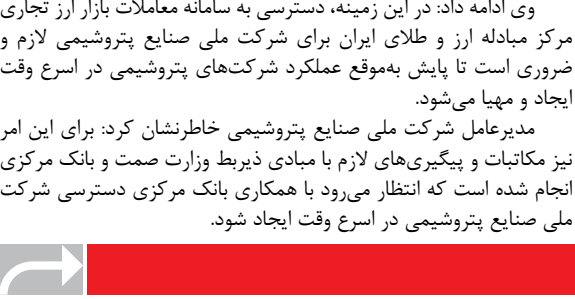 وی ادامه داد: در این زمینه، دسترسی به سامانه معاملات بازار ارز تجاری
مرکز مبادله ارز و طلای ایران برای شرکت ملی صنایع پتروشیمی لازم و
ضروری است تا پایش به‌موقع عملکرد شرکت‌های پتروشیمی در اسرع وقت
ایجاد و مهیا می‌شود.
مدیرعامل شرکت ملی صنایع پتروشیمی خاطرنشان کرد: برای این امر
نیز مکاتبات و پیگیری‌های لازم با مبادی ذیربط وزارت صمت و بانک مرکزی
انجام شده است که انتظار می‌رود با همکاری بانک مرکزی دسترسی شرکت
ملی صنایع پتروشیمی در اسرع وقت ایجاد شود.